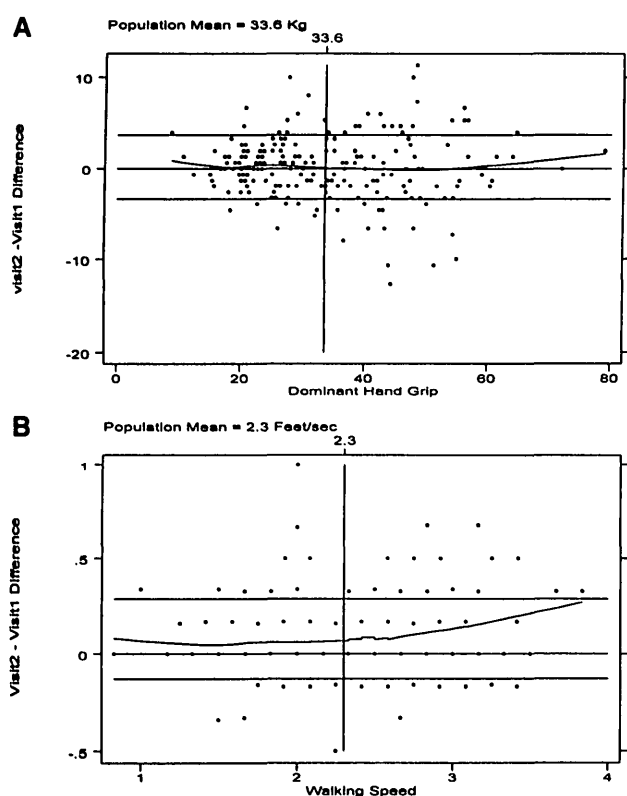 A
Population Mean = 33.6 Kg
33.6
10
0
-10
-20
visit2 -Visit1 Difference
0
20
40
60
80
Dominant Hand Grip
B
Population Mean = 2.3 Feet/sec
2.3
1
.5
0
-.5
Visit2 - Visit1 Difference
1
2
3
4
Walking Speed